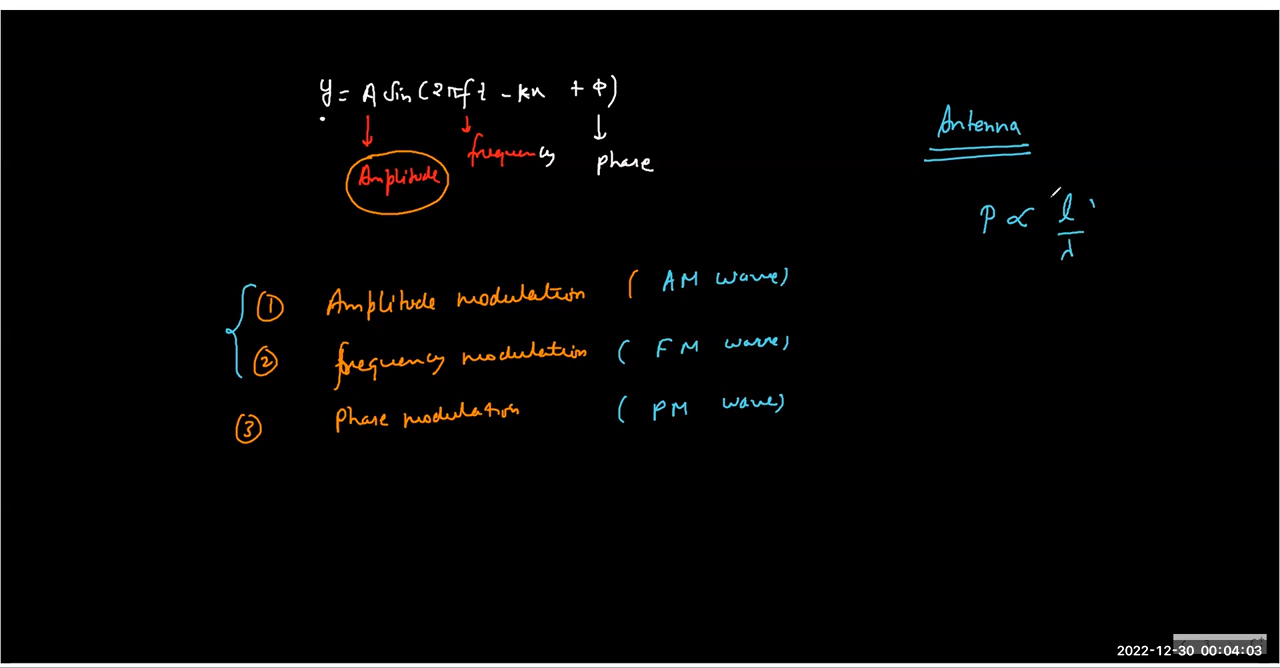 y = A sin(2πft - kx + Φ)
Amplitude
frequency
phase
① Amplitude modulation ( AM wave)
② frequency modulation ( FM wave)
③ Phase modulation ( PM wave)
Antenna
P ∝ l
λ
2022-12-30 00:04:03